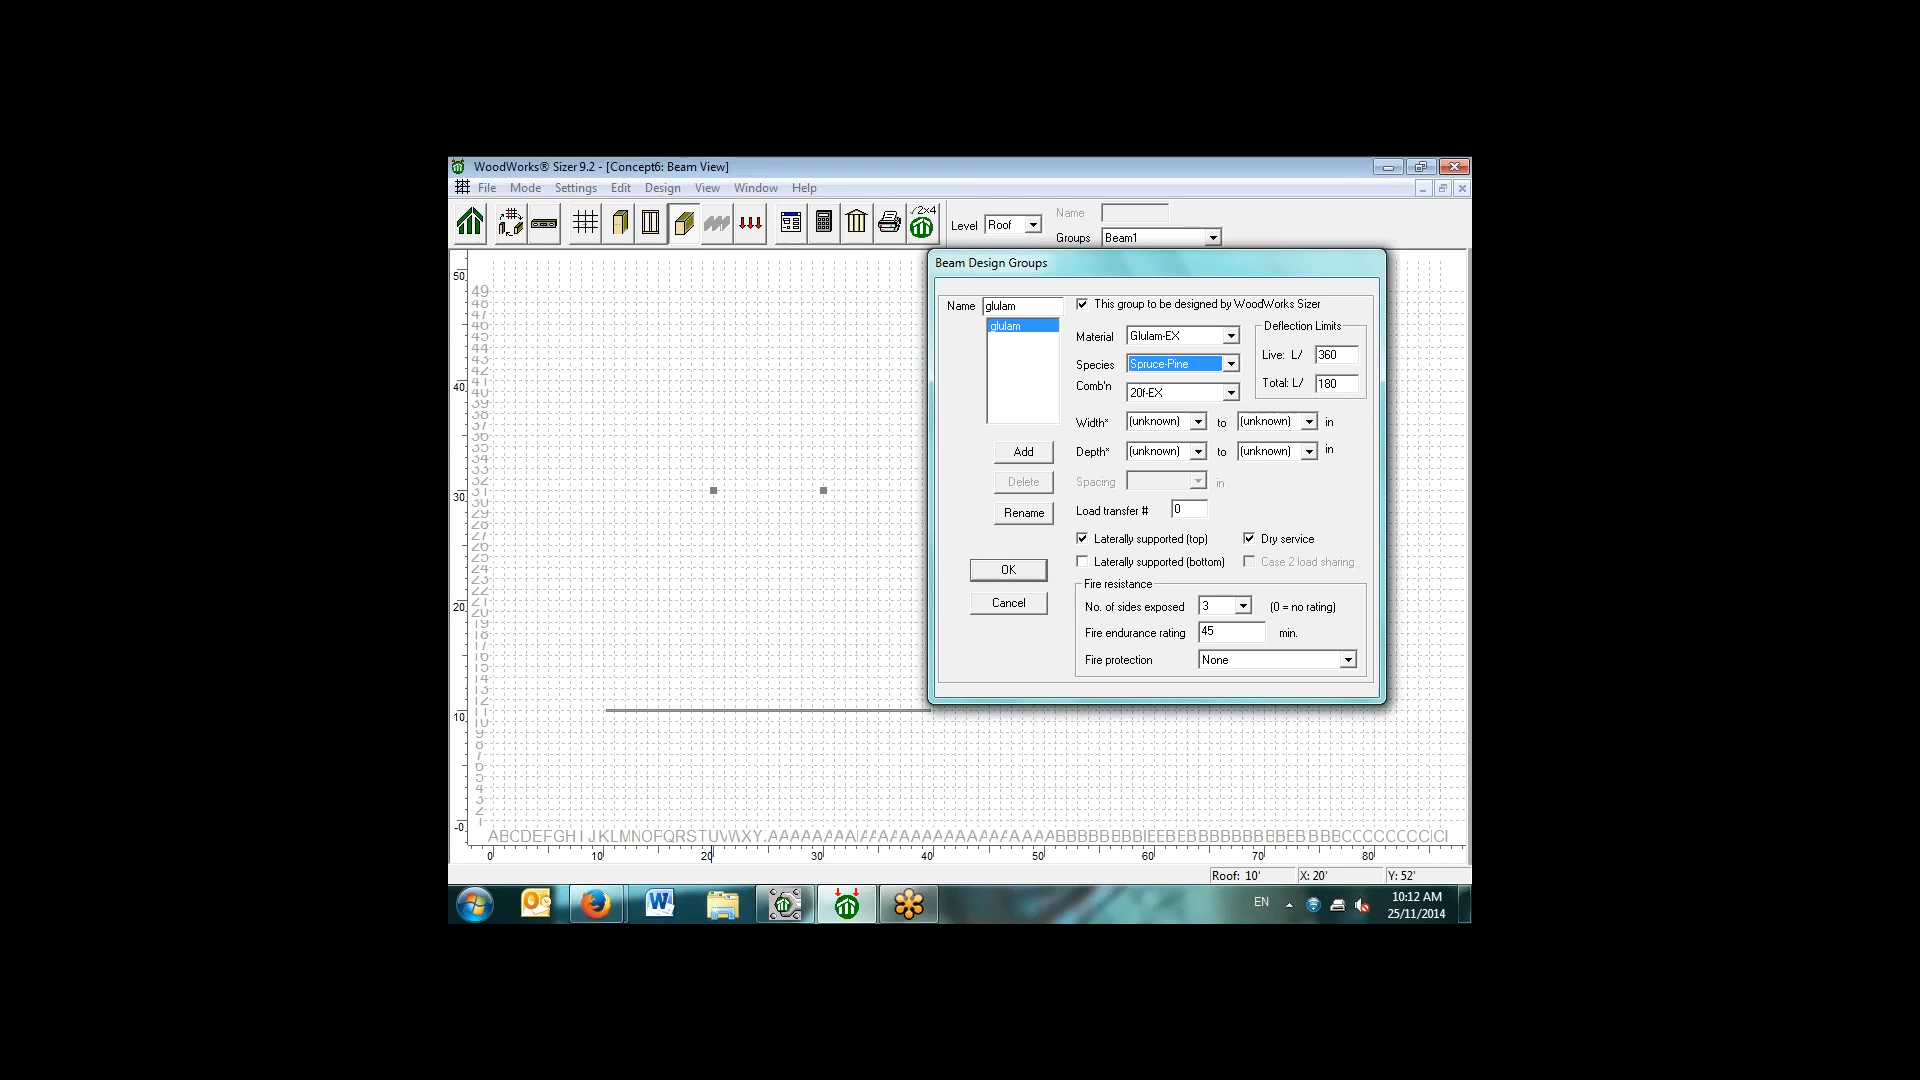 WoodWorks® Sizer 9.2 - [Concept6: Beam View]
File Mode Settings Edit Design View Window Help
√2×4
Level Roof
Name
Groups Beam1
Beam Design Groups
Name glulam
glulam
Add
Delete
Rename
OK
Cancel
This group to be designed by WoodWorks Sizer
Material Glulam-EX
Species Spruce-Pine
Comb'n 20f-EX
Deflection Limits
Live: L/ 360
Total: L/ 180
Width* (unknown) to (unknown) in
Depth* (unknown) to (unknown) in
Spacing in
Load transfer # 0
Laterally supported (top) Dry service
Laterally supported (bottom) Case 2 load sharing
Fire resistance
No. of sides exposed 3 (0 = no rating)
Fire endurance rating 45 min.
Fire protection None
50
40
30
20
10
-0
0 10 20 30 40 50 60 70 80
Roof: 10' X: 20' Y: 52'
EN
10:12 AM
25/11/2014